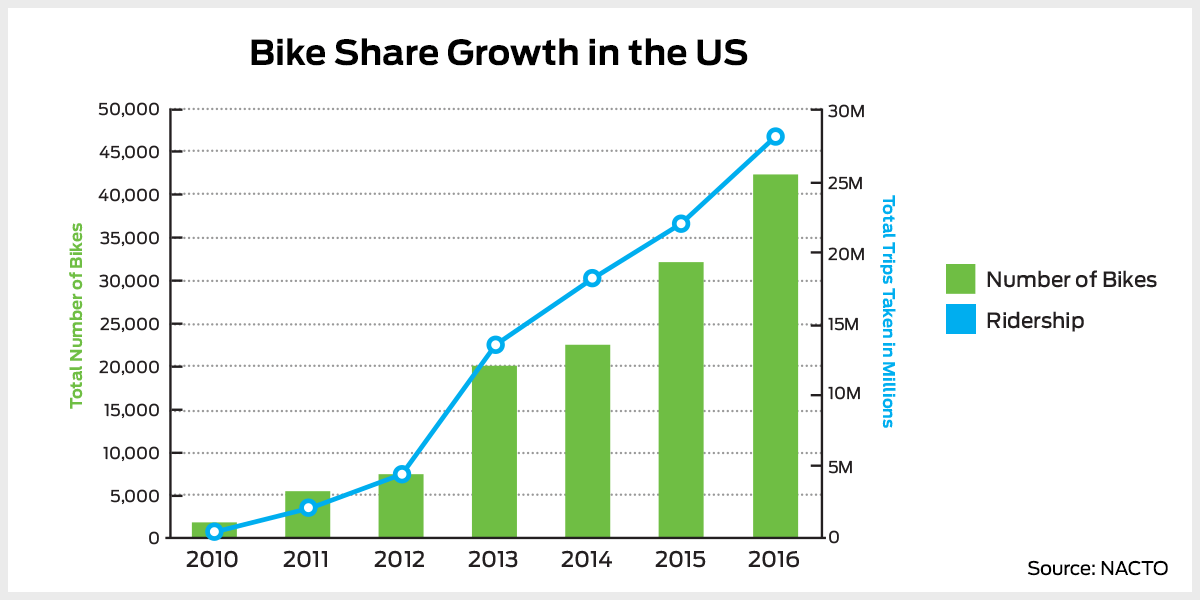 Bike Share Growth in the US
50,000
45,000
40,000
35,000
30,000
25,000
20,000
15,000
10,000
5,000
0
Total Number of Bikes
30M
25M
20M
15M
10M
5M
0
Total Trips Taken in Millions
2010 2011 2012 2013 2014 2015 2016
Number of Bikes
Ridership
Source: NACTO